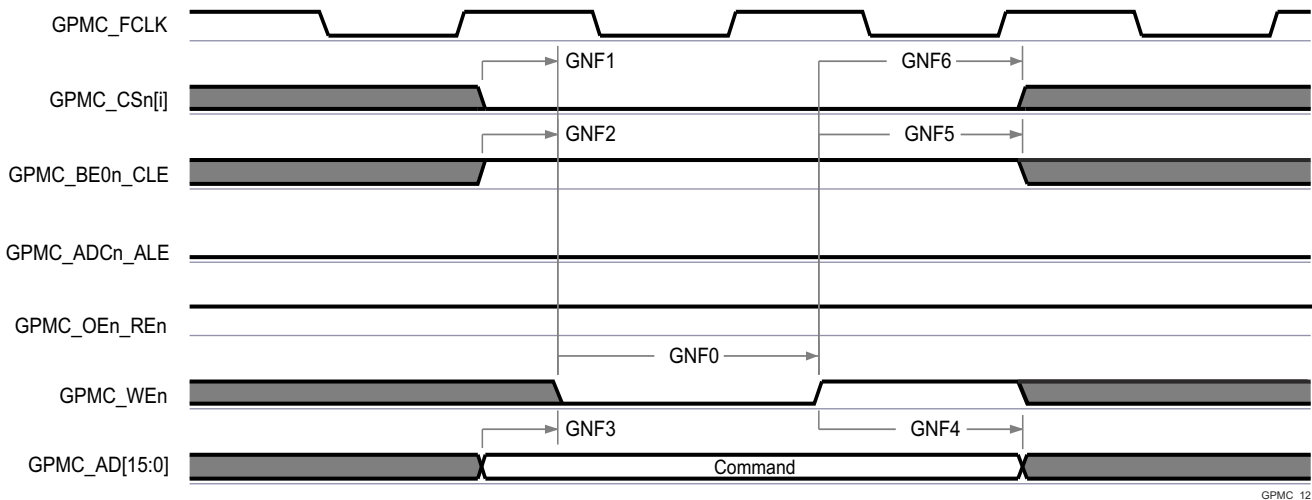 GPMC_FCLK
GNF1
GNF6
GPMC_CSn[i]
GNF2
GNF5
GPMC_BE0n_CLE
GPMC_ADCn_ALE
GPMC_OEn_REn
GNF0
GPMC_WEn
GNF3
GNF4
GPMC_AD[15:0]
Command
GPMC_12